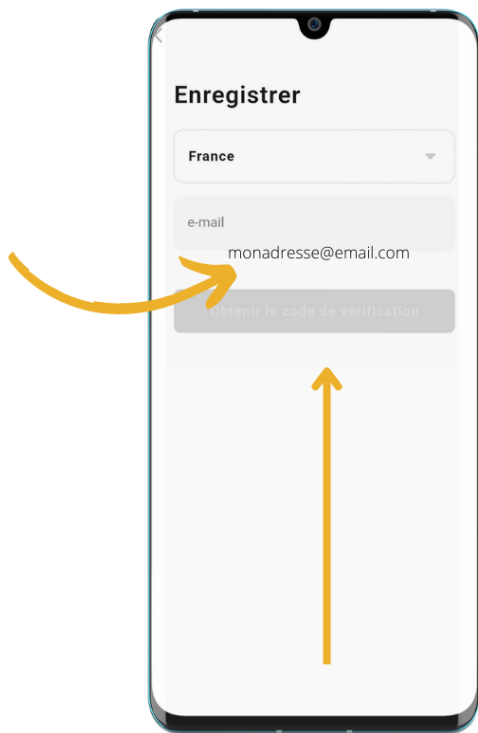 Enregistrer
France
e-mail
monadresse@email.com
Obtenir le code de vérification